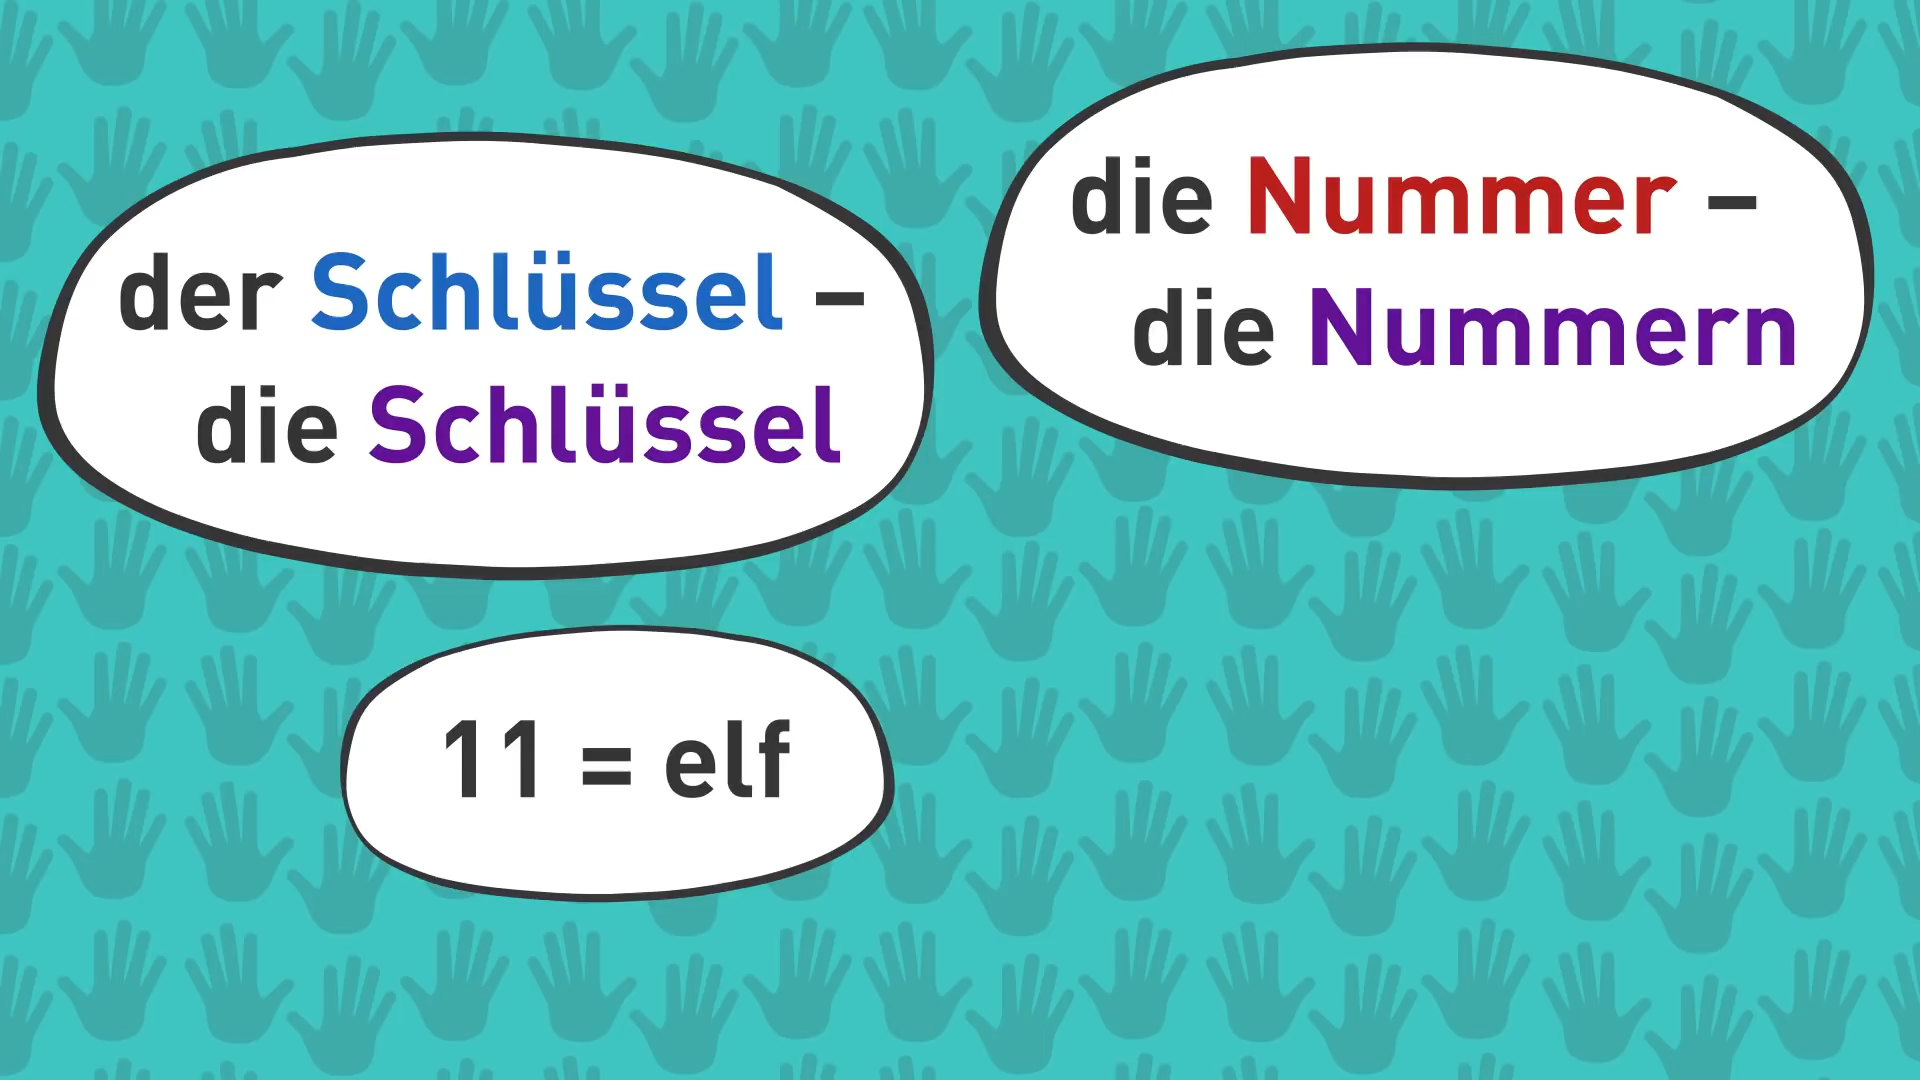 der Schlüssel –
die Schlüssel
die Nummer –
die Nummern
11 = elf